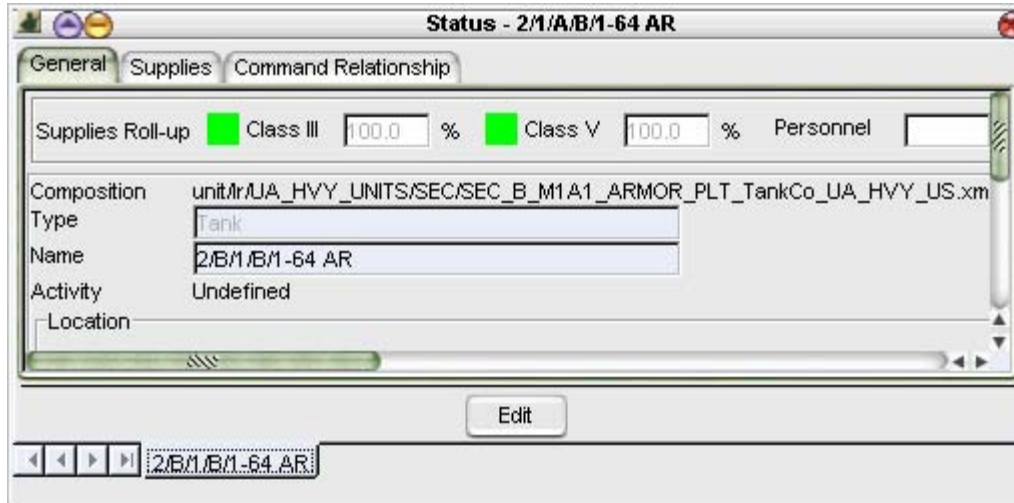 Status - 2/1/A/B/1-64 AR
General Supplies Command Relationship
Supplies Roll-up Class III 100.0 % Class V 100.0 % Personnel
Composition unit/lr/UA_HVY_UNITS/SEC/SEC_B_M1A1_ARMOR_PLT_TankCo_UA_HVY_US.xm
Type Tank
Name 2/B/1/B/1-64 AR
Activity Undefined
Location
Edit
2/B/1/B/1-64 AR